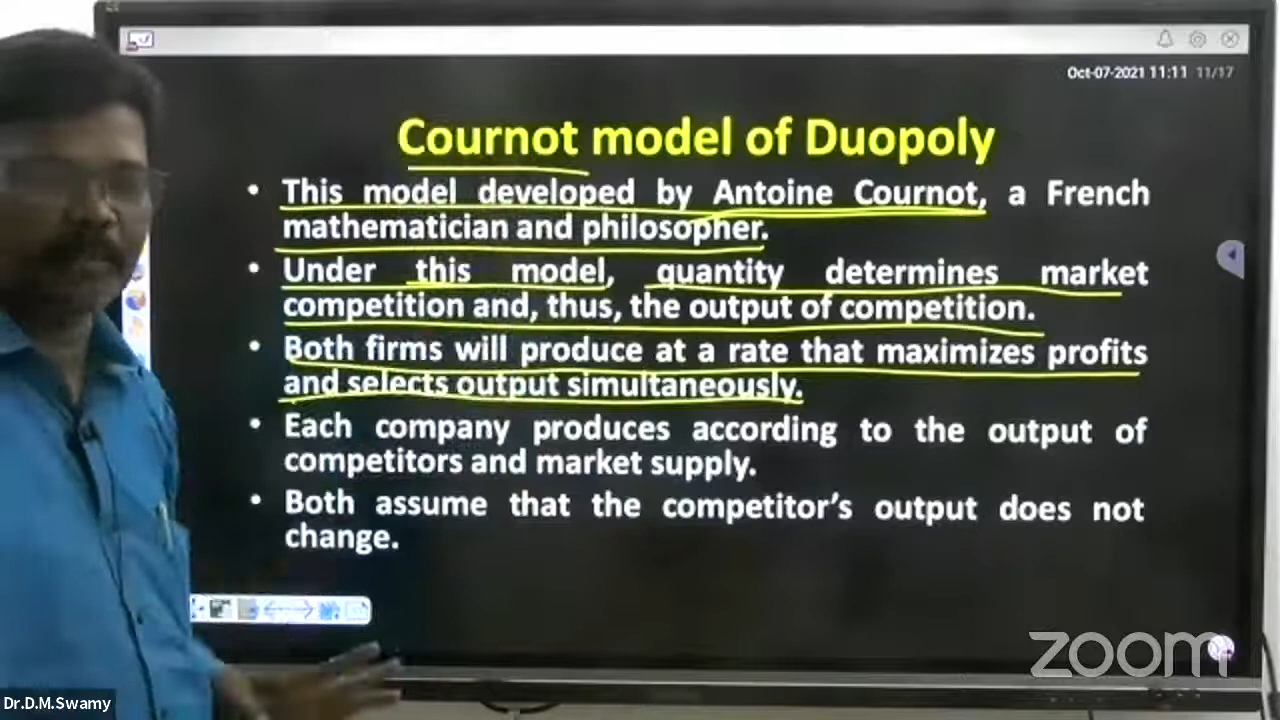 Oct-07-2021 11:11 11/17
Cournot model of Duopoly
• This model developed by Antoine Cournot, a French
mathematician and philosopher.
• Under this model, quantity determines market
competition and, thus, the output of competition.
• Both firms will produce at a rate that maximizes profits
and selects output simultaneously.
• Each company produces according to the output of
competitors and market supply.
• Both assume that the competitor's output does not
change.
zoom
Dr.D.M.Swamy